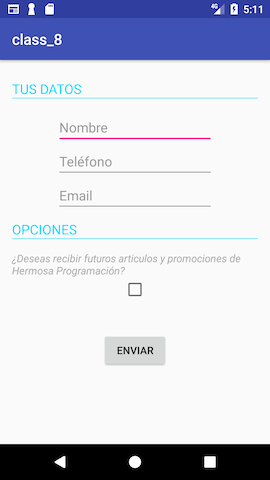 4G 5:11
class_8
TUS DATOS
Nombre
Teléfono
Email
OPCIONES
¿Deseas recibir futuros articulos y promociones de
Hermosa Programación?
ENVIAR